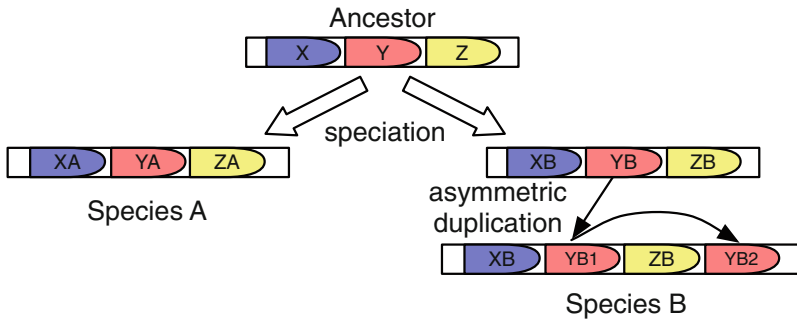 Ancestor
X Y Z
speciation
XA YA ZA
Species A
XB YB ZB
asymmetric
duplication
XB YB1 ZB YB2
Species B